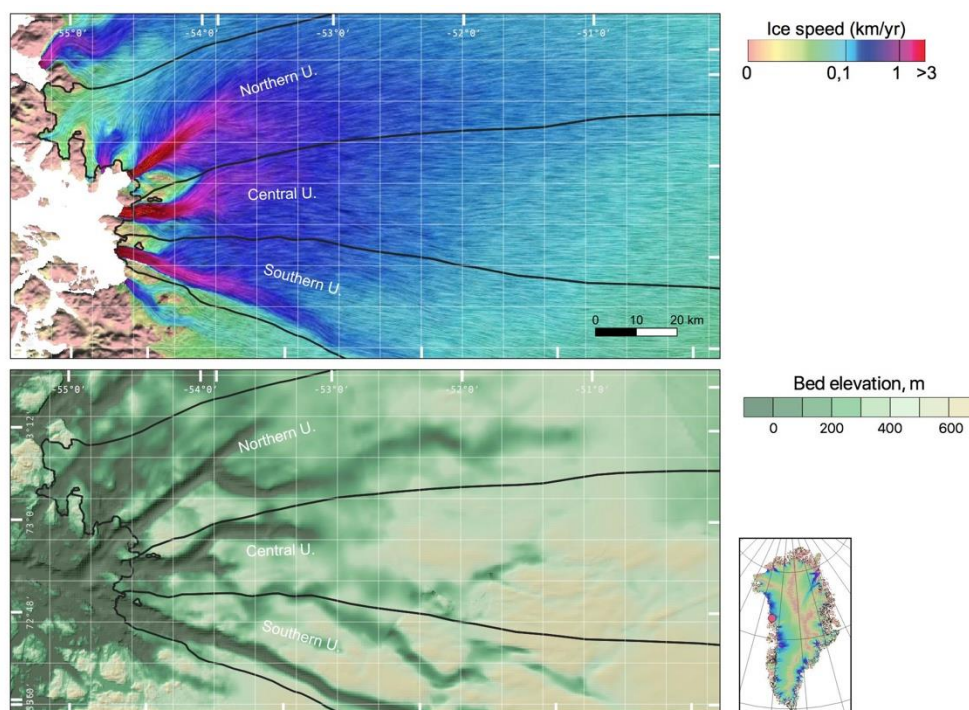 -55°0'
-54°0'
-53°0'
-52°0'
-51°0'
Northern U.
Central U.
Southern U.
0 10 20 km
Ice speed (km/yr)
0 0,1 1 >3
-55°0'
-54°0'
-53°0'
-52°0'
-51°0'
Northern U.
Central U.
Southern U.
73°0
72°48'
Bed elevation, m
0 200 400 600